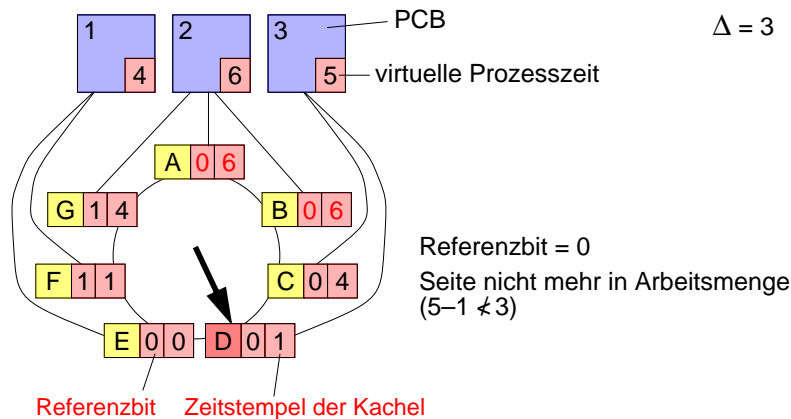 1
2
3
PCB
Δ = 3
4
6
5
virtuelle Prozesszeit
A 0 6
G 1 4
B 0 6
F 1 1
C 0 4
Referenzbit = 0
Seite nicht mehr in Arbeitsmenge
(5–1 ≮ 3)
E 0 0
D 0 1
Referenzbit
Zeitstempel der Kachel